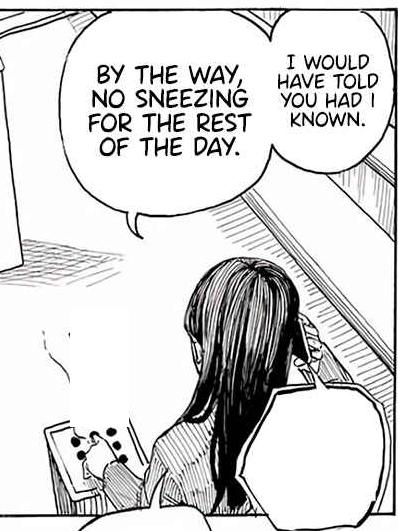 I WOULD
HAVE TOLD
YOU HAD I
KNOWN.
BY THE WAY,
NO SNEEZING
FOR THE REST
OF THE DAY.